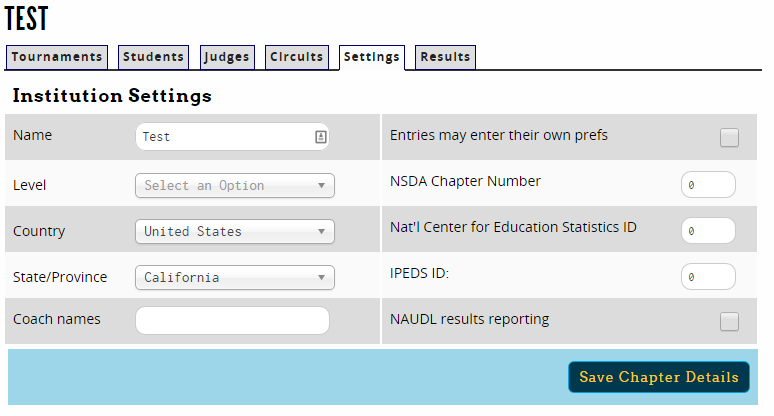 TEST
Tournaments Students Judges Circuits Settings Results
Institution Settings
Name Test Entries may enter their own prefs
Level Select an Option NSDA Chapter Number 0
Country United States Nat'l Center for Education Statistics ID 0
State/Province California IPEDS ID: 0
Coach names NAUDL results reporting
Save Chapter Details